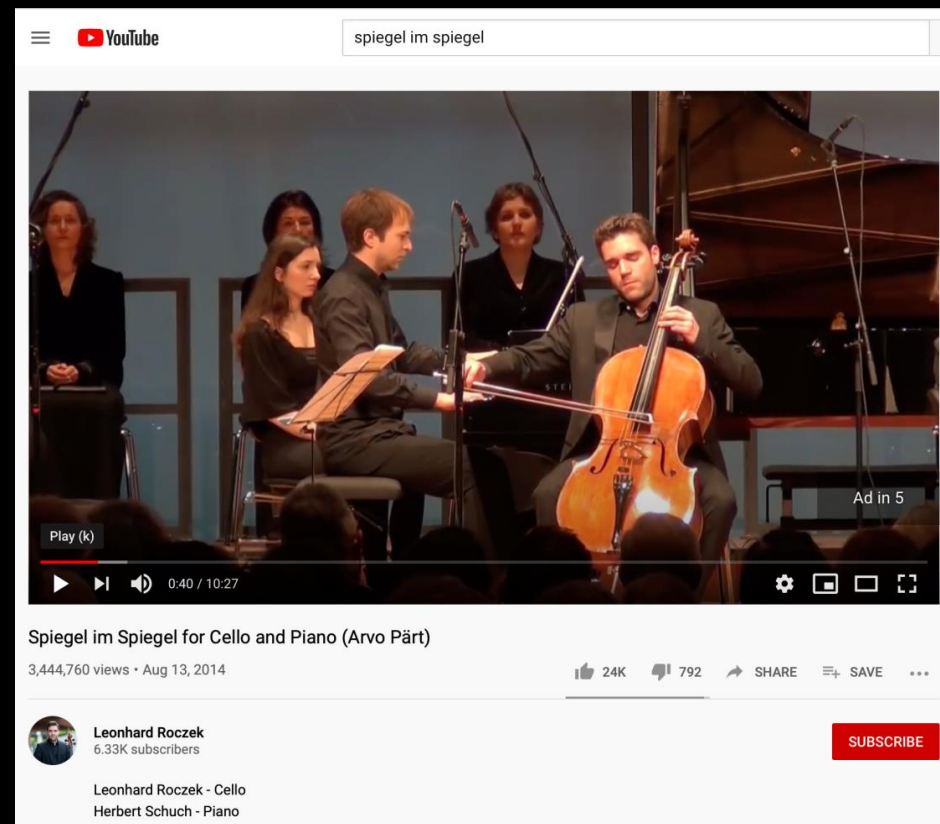 YouTube
spiegel im spiegel
STEI
Ad in 5
Play (k)
0:40 / 10:27
Spiegel im Spiegel for Cello and Piano (Arvo Pärt)
3,444,760 views • Aug 13, 2014
24K 792 SHARE SAVE
Leonhard Roczek
6.33K subscribers
SUBSCRIBE
Leonhard Roczek - Cello
Herbert Schuch - Piano